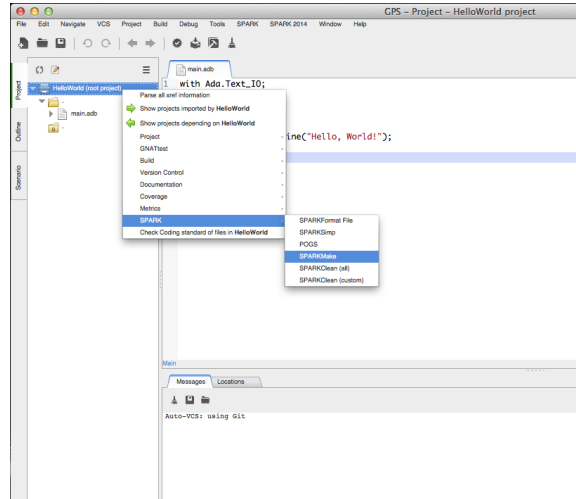 GPS - Project - HelloWorld project
File Edit Navigate VCS Project Build Debug Tools SPARK SPARK 2014 Window Help
Project
Outline
Scenario
HelloWorld (root project)
.
main.adb
.
main.adb
1 with Ada.Text_IO;
ine("Hello, World!");
Parse all xref information
Show projects imported by HelloWorld
Show projects depending on HelloWorld
Project
GNATtest
Build
Version Control
Documentation
Coverage
Metrics
SPARK
Check Coding standard of files in HelloWorld
SPARKFormat File
SPARKSimp
POGS
SPARKMake
SPARKClean (all)
SPARKClean (custom)
Main
Messages Locations
Auto-VCS: using Git